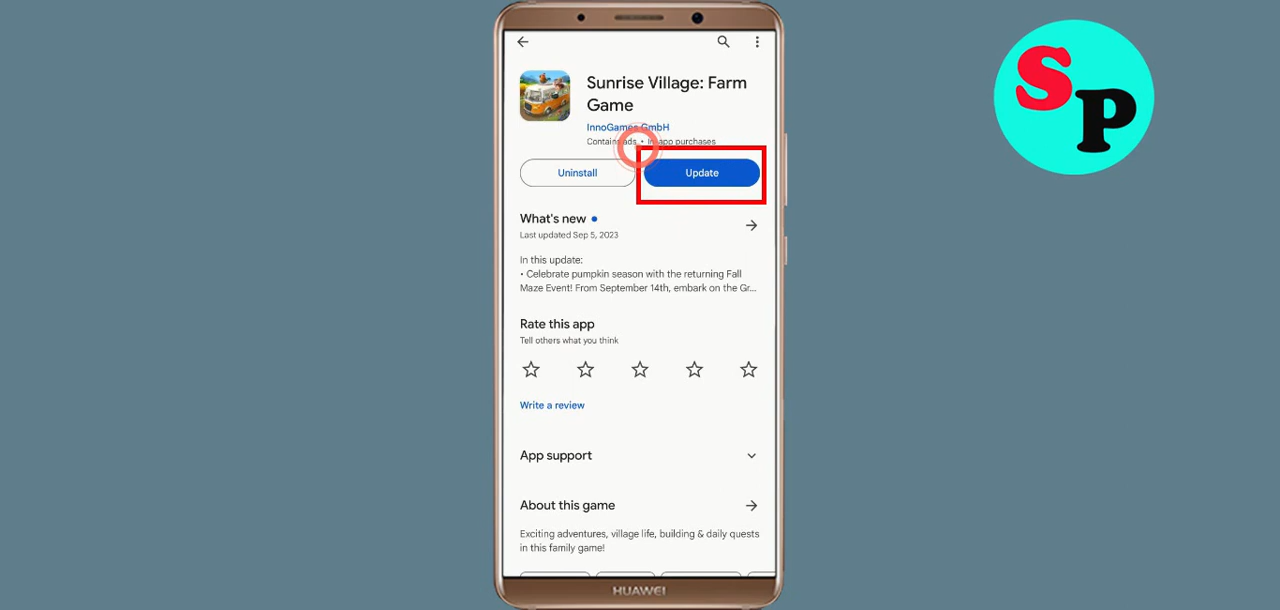 Sunrise Village: Farm
Game
InnoGames GmbH
Contains ads • In-app purchases
Uninstall
Update
What's new
Last updated Sep 5, 2023
In this update:
• Celebrate pumpkin season with the returning Fall
Maze Event! From September 14th, embark on the Gr...
Rate this app
Tell others what you think
Write a review
App support
About this game
Exciting adventures, village life, building & daily quests
in this family game!
HUAWEI
SP